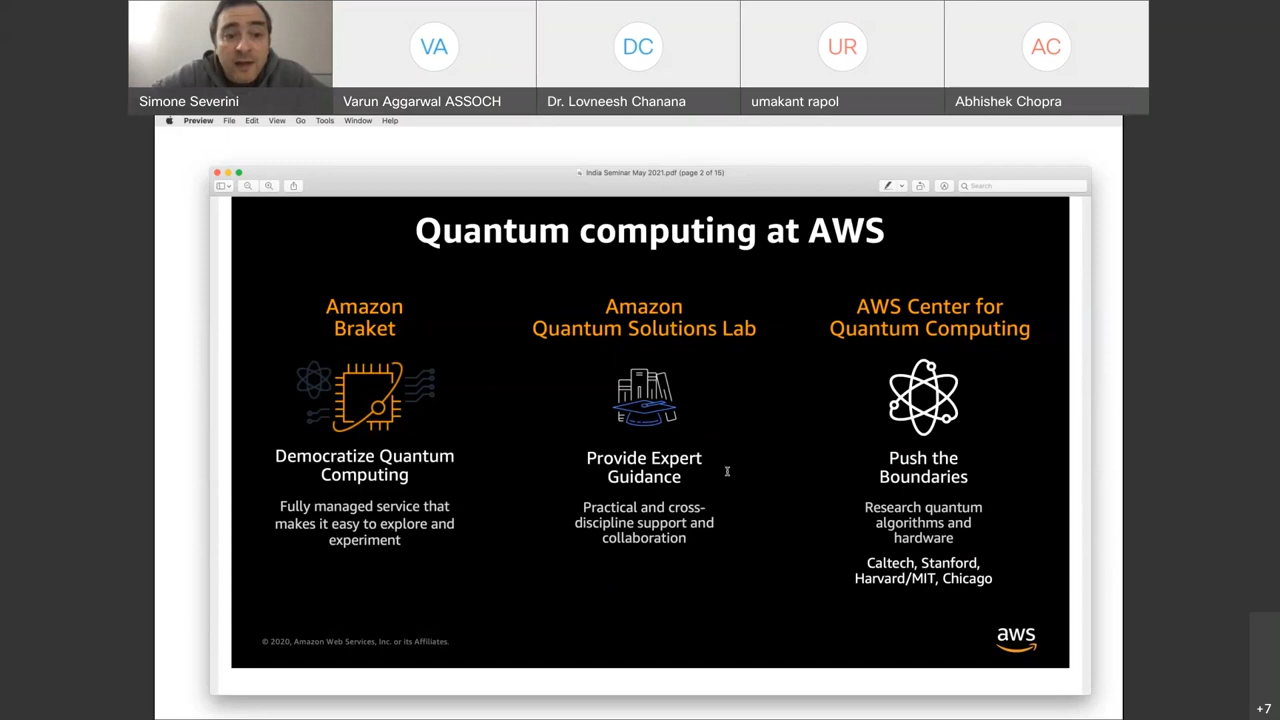 VA
DC
UR
AC
Simone Severini
Varun Aggarwal ASSOCH
Dr. Lovneesh Chanana
umakant rapol
Abhishek Chopra
Preview File Edit View Go Tools Window Help
India Seminar May 2021.pdf (page 2 of 15)
Search
Quantum computing at AWS
Amazon
Braket
Democratize Quantum
Computing
Fully managed service that
makes it easy to explore and
experiment
Amazon
Quantum Solutions Lab
Provide Expert
Guidance
Practical and cross-
discipline support and
collaboration
AWS Center for
Quantum Computing
Push the
Boundaries
Research quantum
algorithms and
hardware
Caltech, Stanford,
Harvard/MIT, Chicago
© 2020, Amazon Web Services, Inc. or its Affiliates.
aws
+7